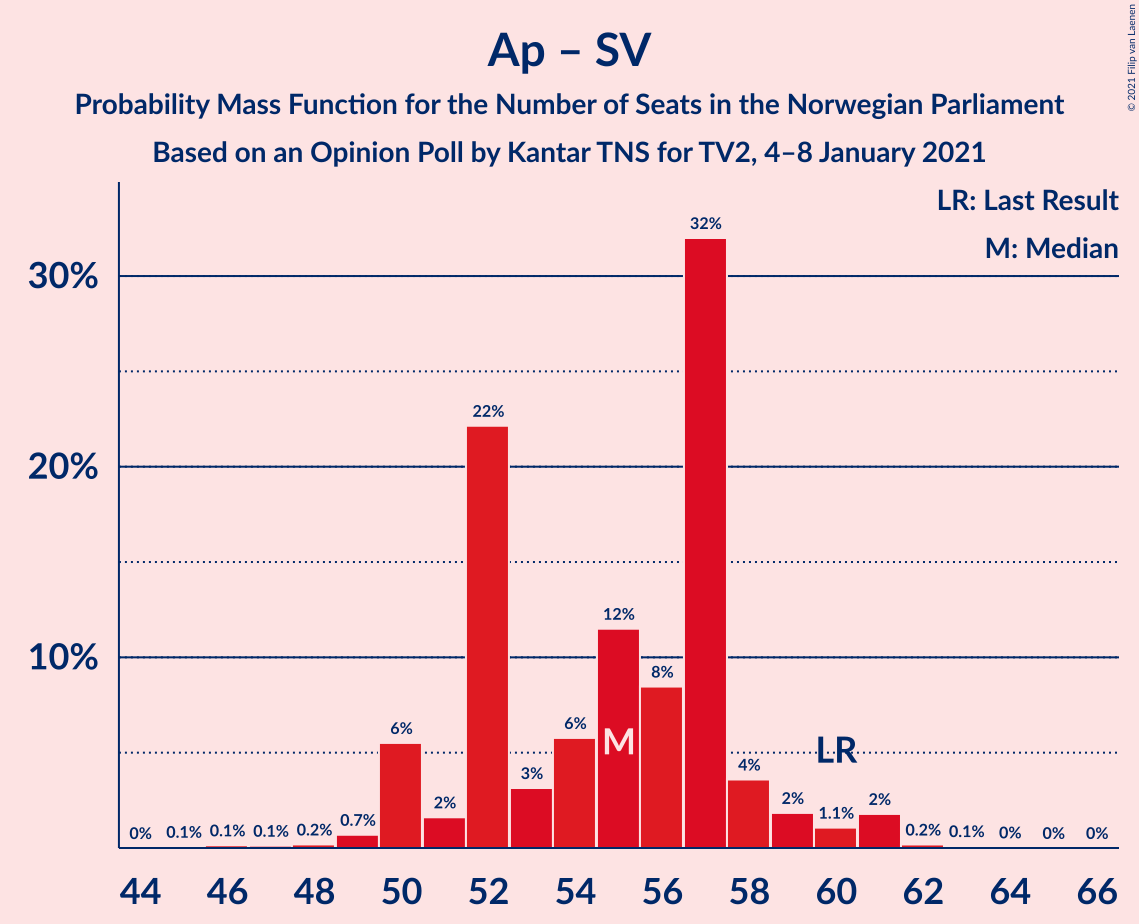 Ap – SV
Probability Mass Function for the Number of Seats in the Norwegian Parliament
Based on an Opinion Poll by Kantar TNS for TV2, 4–8 January 2021
© 2021 Filip van Laenen
LR: Last Result
M: Median
30%
20%
10%
0% 0.1% 0.1% 0.1% 0.2% 0.7% 6% 2% 22% 3% 6% 12% 8% 32% 4% 2% 1.1% 2% 0.2% 0.1% 0% 0% 0%
M
LR
44 46 48 50 52 54 56 58 60 62 64 66